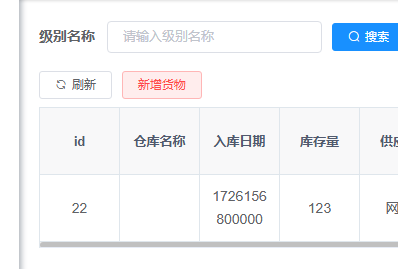 级别名称 请输入级别名称 搜索
刷新 新增货物
id 仓库名称 入库日期 库存量
22 1726156 123 网
800000